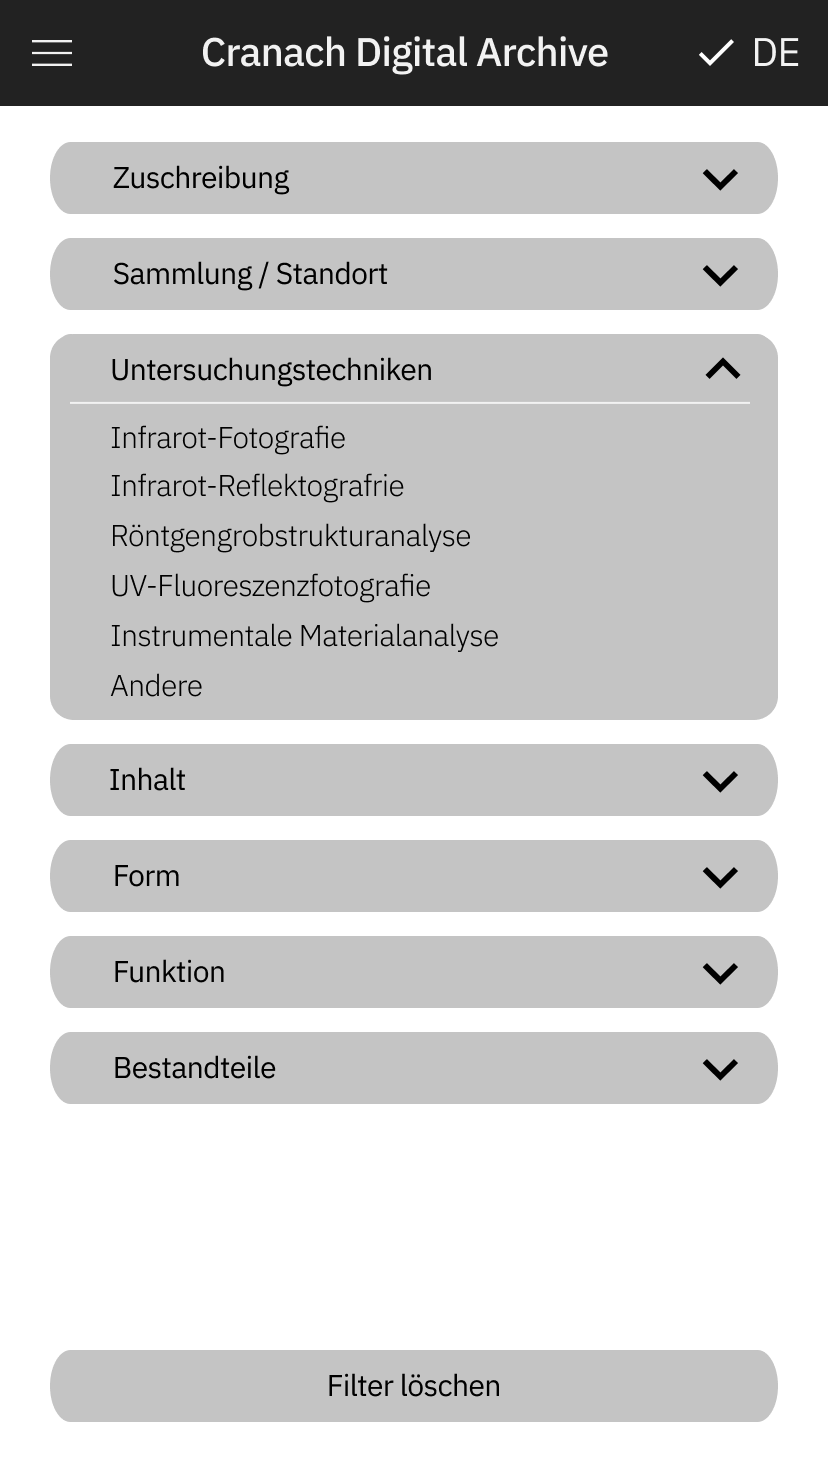 Cranach Digital Archive DE
Zuschreibung
Sammlung / Standort
Untersuchungstechniken
Infrarot-Fotografie
Infrarot-Reflektografrie
Röntgengrobstrukturanalyse
UV-Fluoreszenzfotografie
Instrumentale Materialanalyse
Andere
Inhalt
Form
Funktion
Bestandteile
Filter löschen